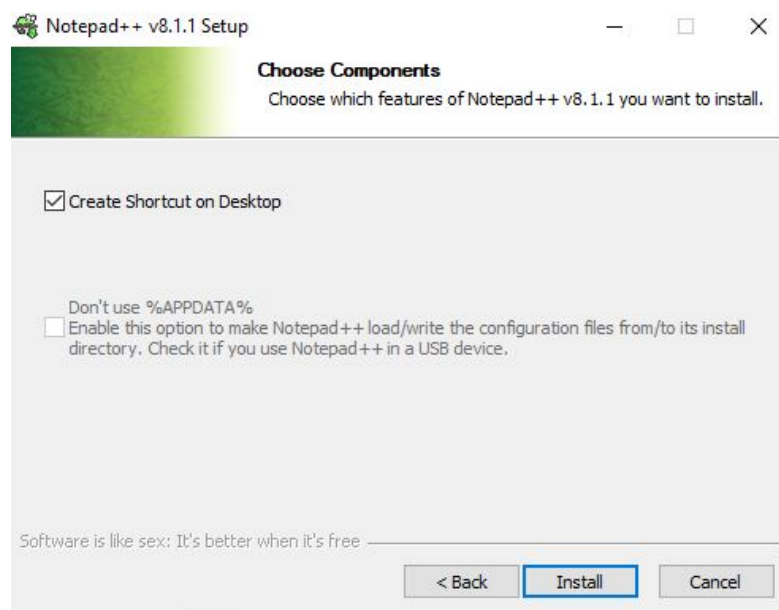 Notepad++ v8.1.1 Setup
Choose Components
Choose which features of Notepad++ v8.1.1 you want to install.
Create Shortcut on Desktop
Don't use %APPDATA%
Enable this option to make Notepad++ load/write the configuration files from/to its install
directory. Check it if you use Notepad++ in a USB device.
Software is like sex: It's better when it's free
< Back Install Cancel